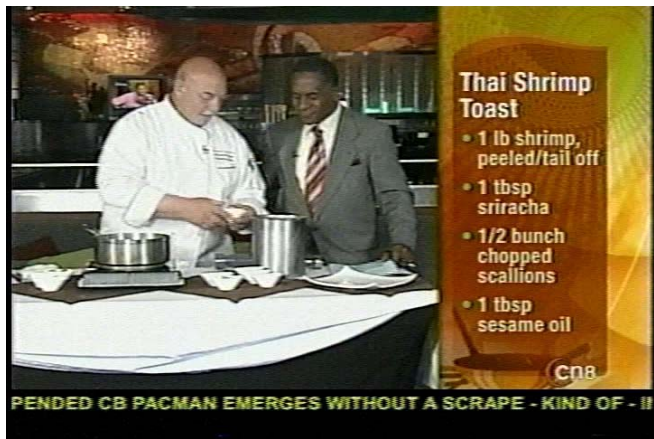 Thai Shrimp
Toast
• 1 lb shrimp,
peeled/tail off
• 1 tbsp
sriracha
• 1/2 bunch
chopped
scallions
• 1 tbsp
sesame oil
cn8
PENDED CB PACMAN EMERGES WITHOUT A SCRAPE - KIND OF - I